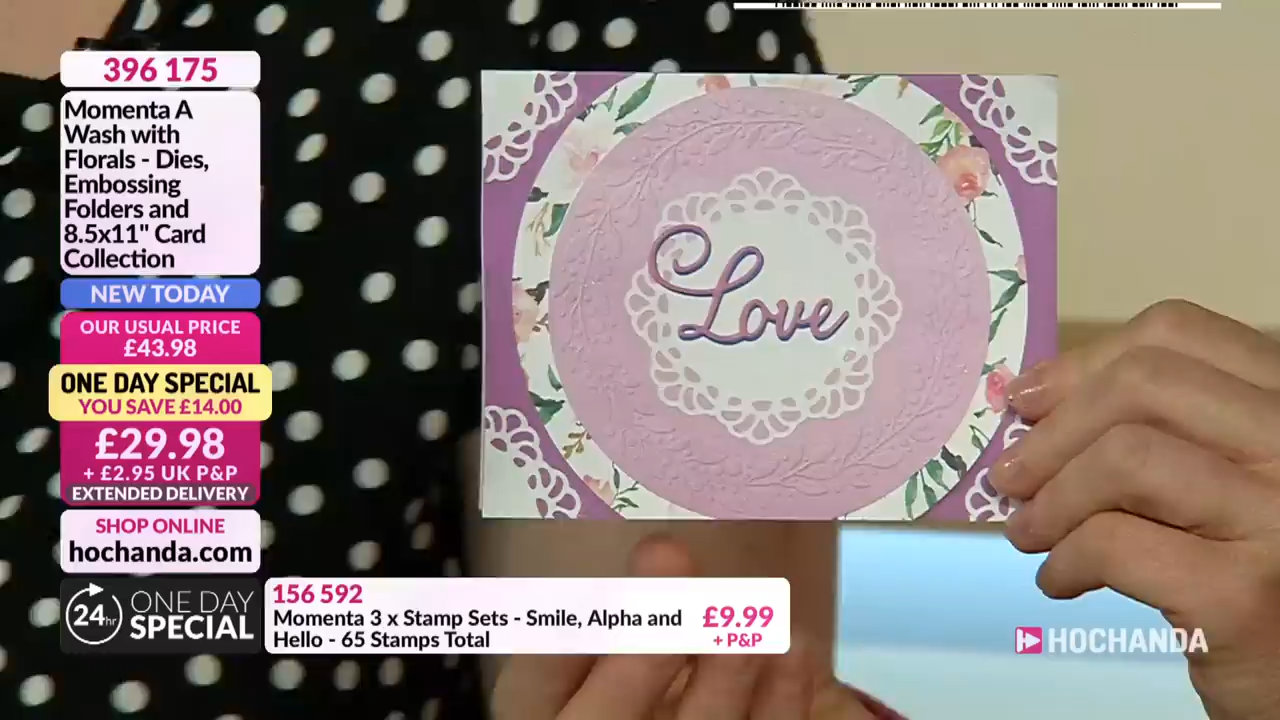 396 175
Momenta A
Wash with
Florals - Dies,
Embossing
Folders and
8.5x11" Card
Collection
NEW TODAY
OUR USUAL PRICE
£43.98
ONE DAY SPECIAL
YOU SAVE £14.00
£29.98
+ £2.95 UK P&P
EXTENDED DELIVERY
SHOP ONLINE
hochanda.com
24hr
ONE DAY
SPECIAL
156 592
Momenta 3 x Stamp Sets - Smile, Alpha and
Hello - 65 Stamps Total
£9.99
+ P&P
Love
HOCHANDA